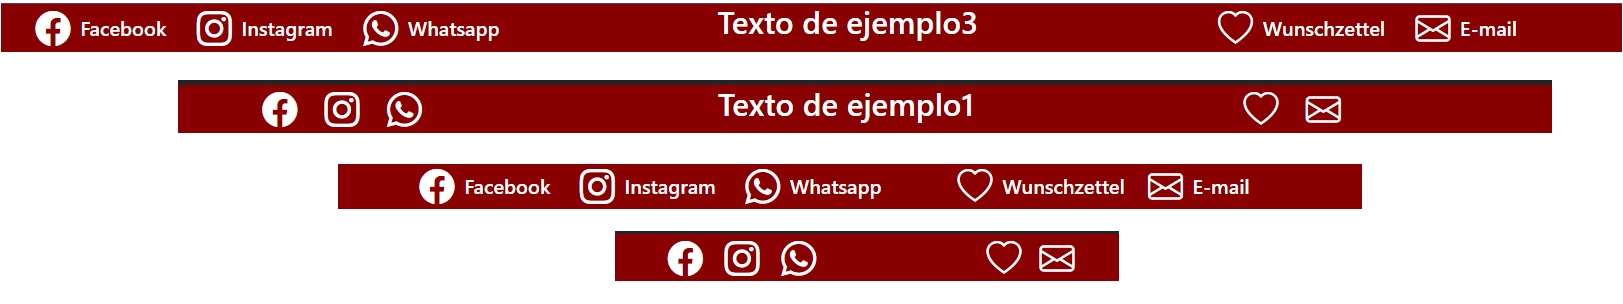 Facebook Instagram Whatsapp Texto de ejemplo3 Wunschzettel E-mail
Texto de ejemplo1
Facebook Instagram Whatsapp Wunschzettel E-mail